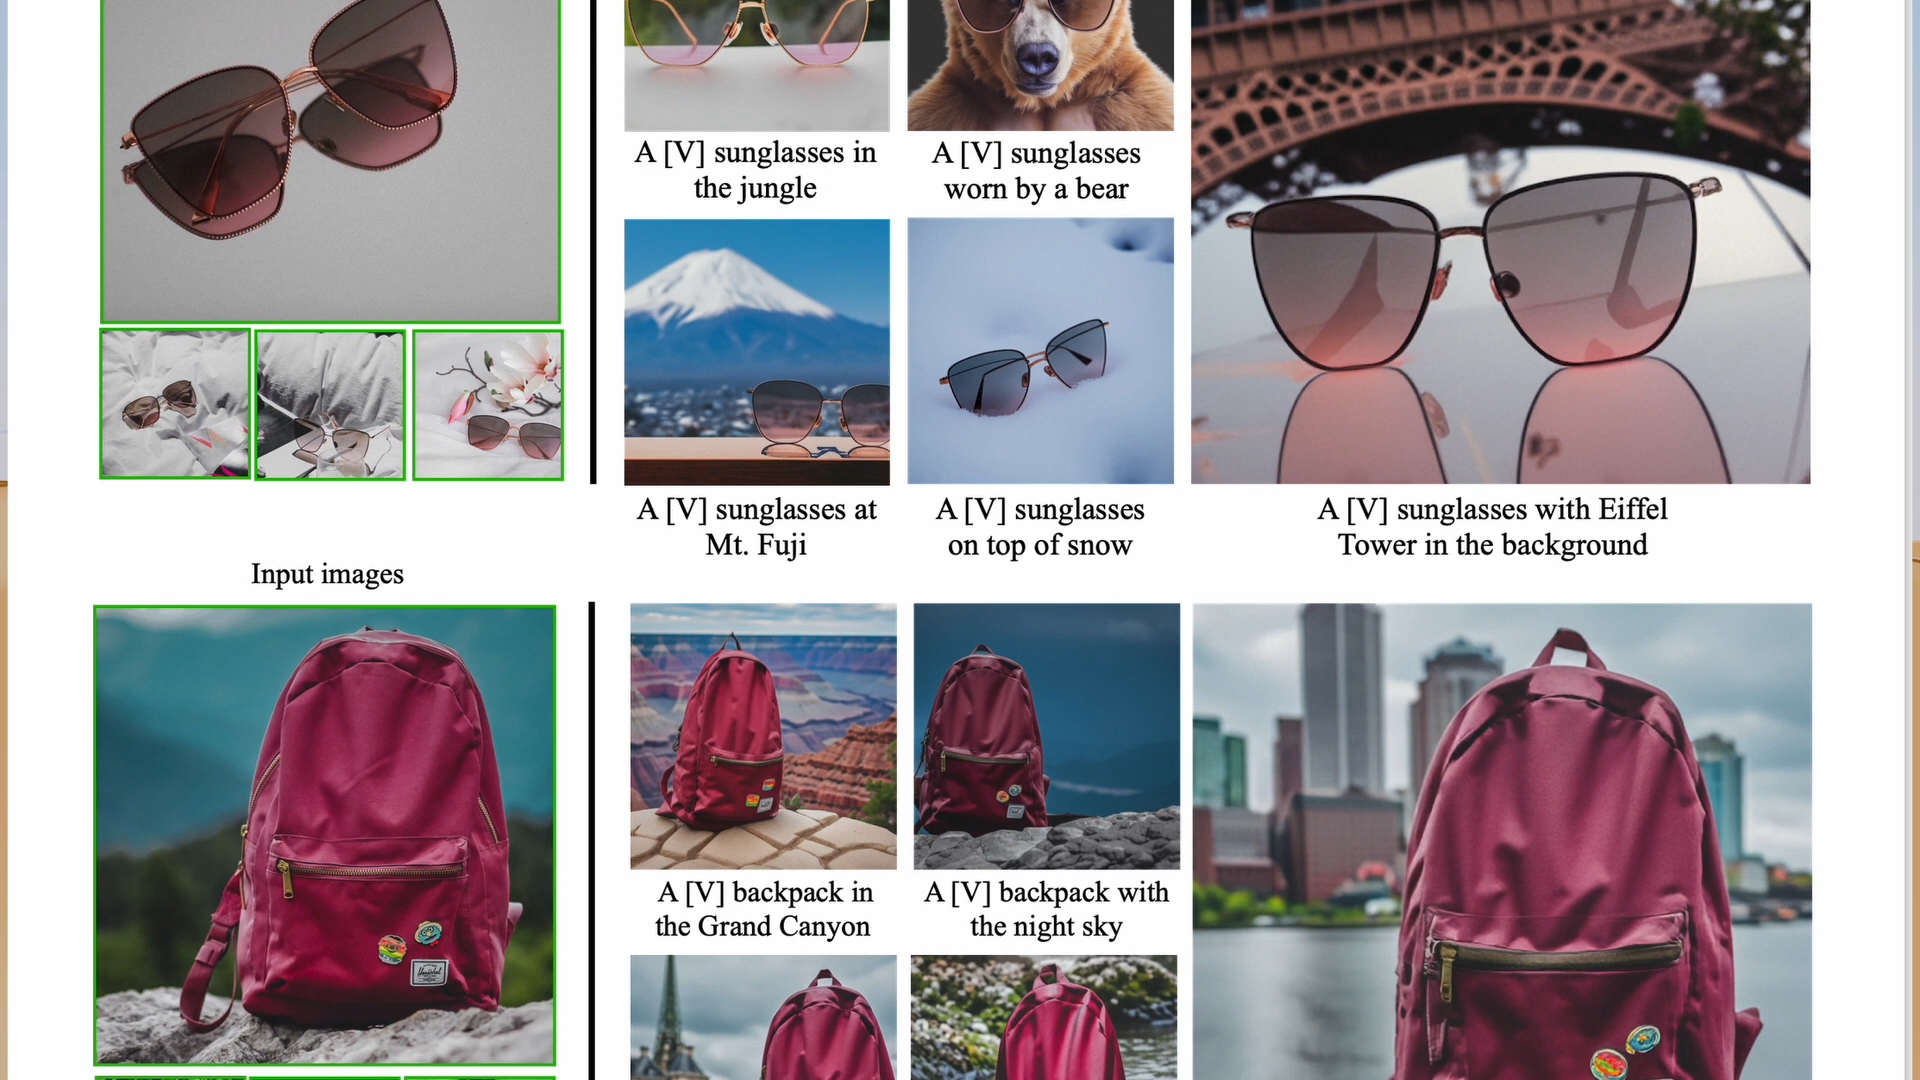 A [V] sunglasses in
the jungle
A [V] sunglasses
worn by a bear
A [V] sunglasses at
Mt. Fuji
A [V] sunglasses
on top of snow
A [V] sunglasses with Eiffel
Tower in the background
Input images
Herschel
A [V] backpack in
the Grand Canyon
A [V] backpack with
the night sky